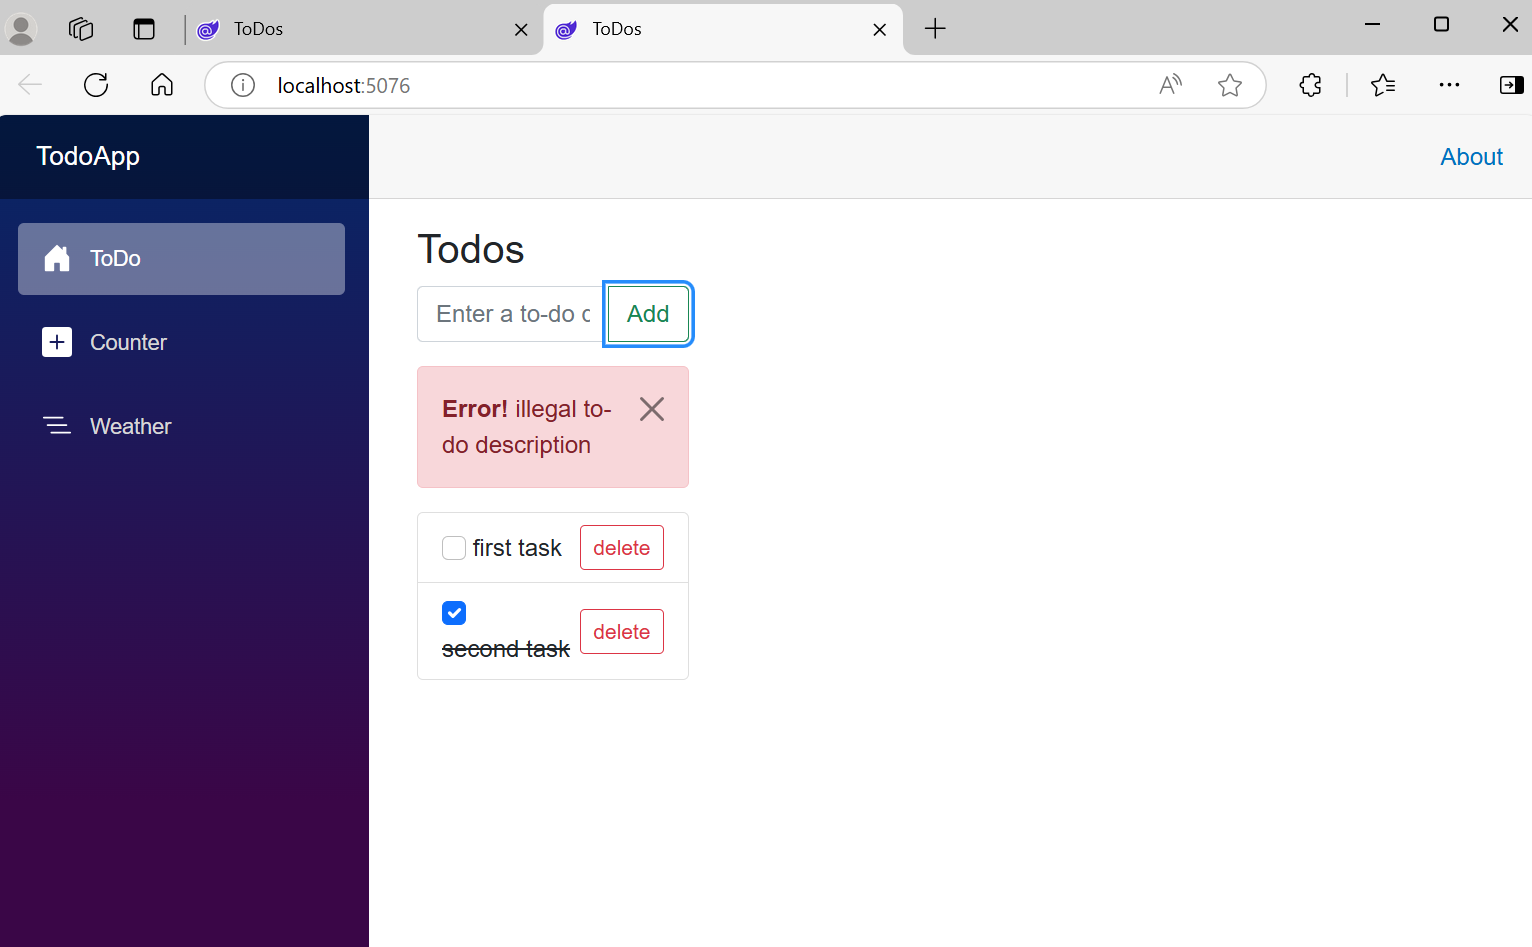 ToDos
ToDos
localhost:5076
TodoApp
About
ToDo
Counter
Weather
Todos
Enter a to-do
Add
Error! illegal to-
do description
first task
delete
second task
delete